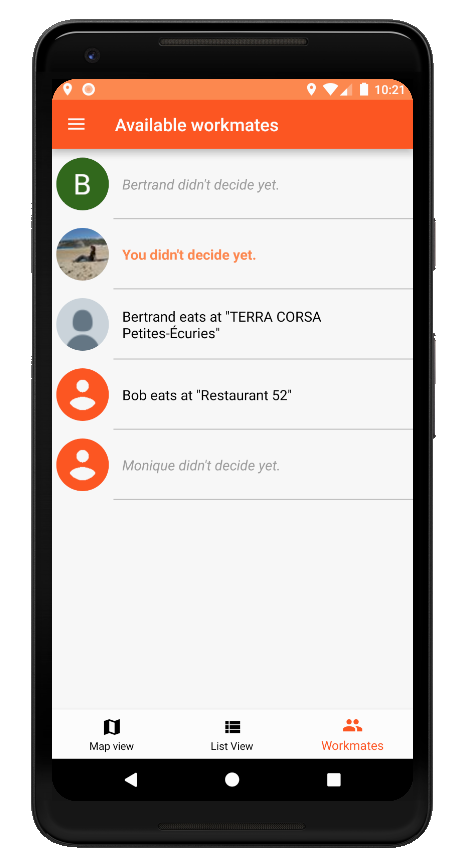 10:21
Available workmates
B
Bertrand didn't decide yet.
You didn't decide yet.
Bertrand eats at "TERRA CORSA
Petites-Écuries"
Bob eats at "Restaurant 52"
Monique didn't decide yet.
Map view
List View
Workmates